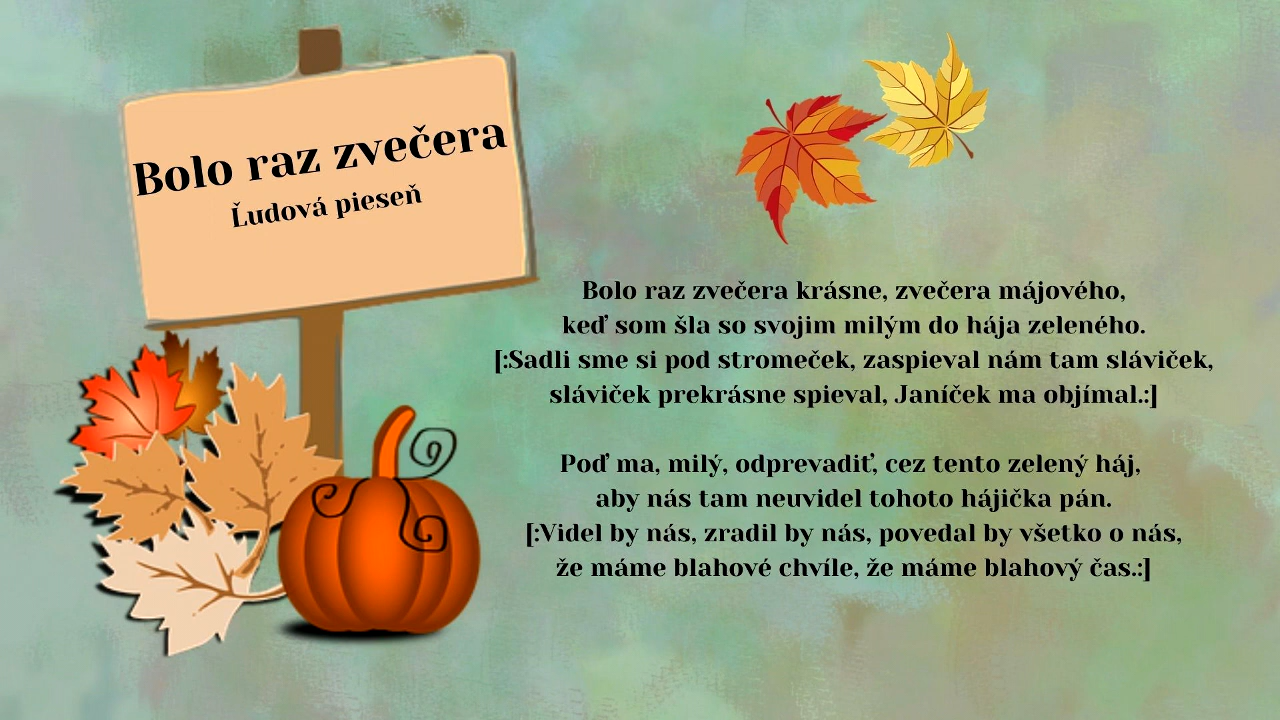 Bolo raz zvečera
Ľudová pieseň
Bolo raz zvečera krásne, zvečera májového,
keď som šla so svojim milým do hája zeleného.
[:Sadli sme si pod stromeček, zaspieval nám tam sláviček,
sláviček prekrásne spieval, Janíček ma objímal.:]
Poď ma, milý, odprevadiť, cez tento zelený háj,
aby nás tam neuvidel tohoto hájička pán.
[:Videl by nás, zradil by nás, povedal by všetko o nás,
že máme blahové chvíle, že máme blahový čas.:]